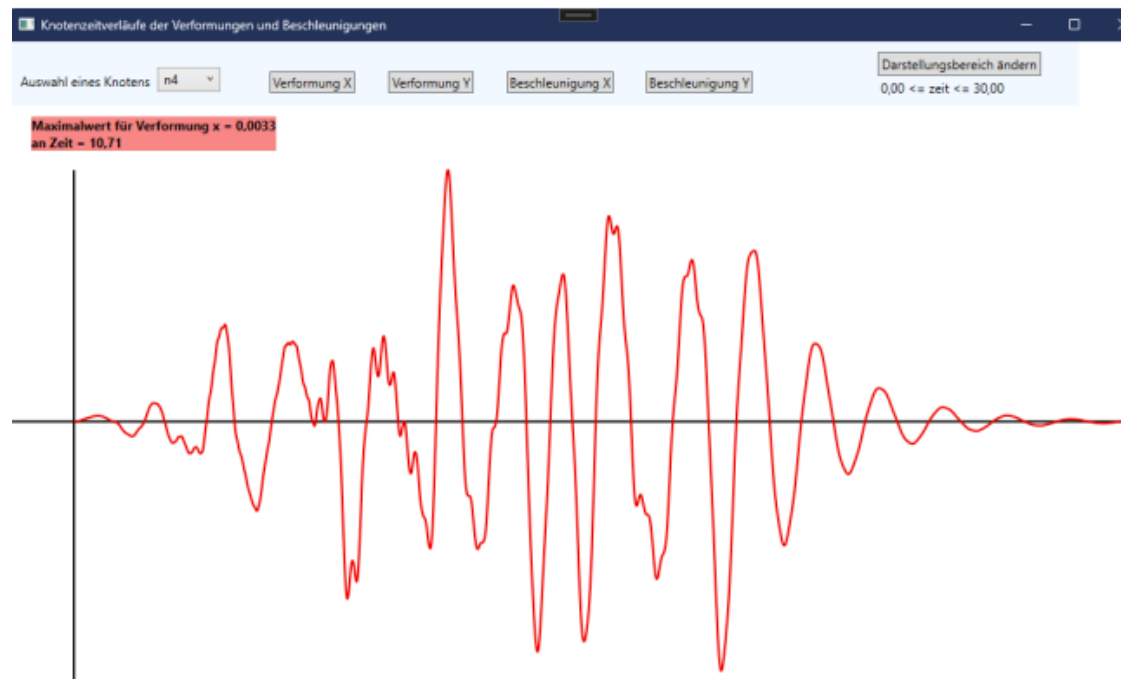 Knotenzeitverläufe der Verformungen und Beschleunigungen
Auswahl eines Knotens n4 Verformung X Verformung Y Beschleunigung X Beschleunigung Y Darstellungsbereich ändern
0,00 <= zeit <= 30,00
Maximalwert für Verformung x = 0,0033
an Zeit = 10,71